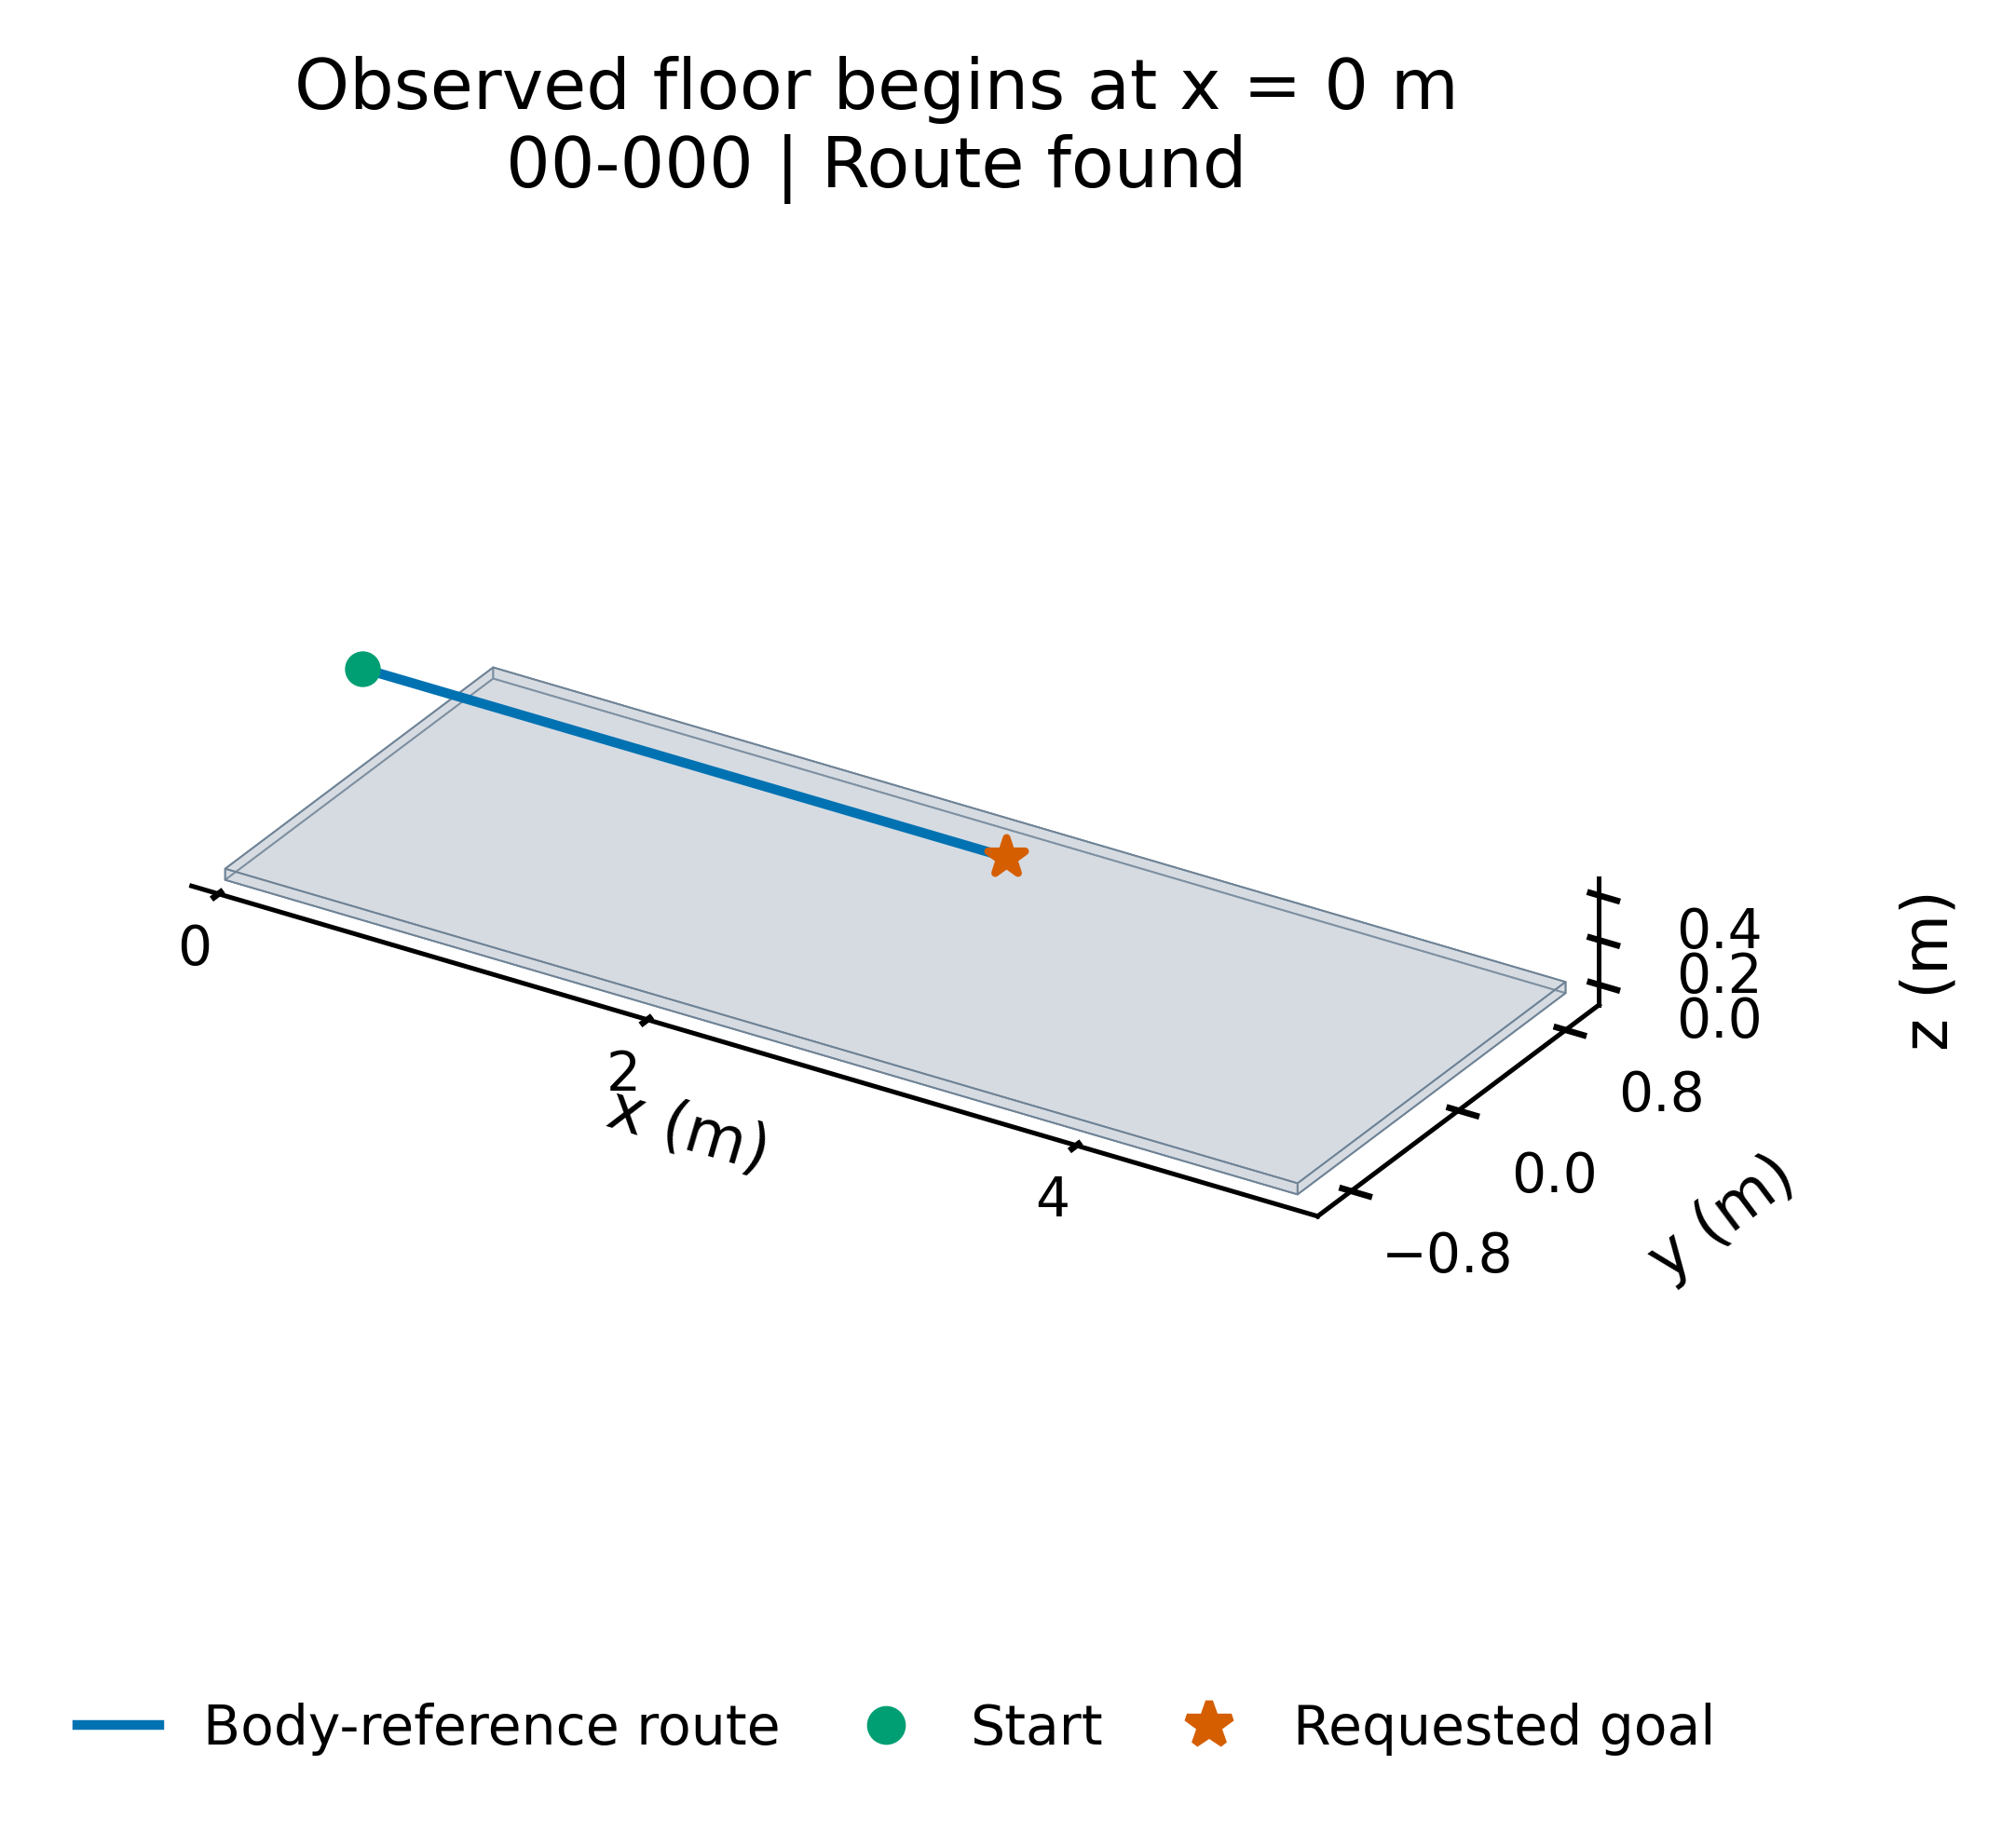 Observed floor begins at x = 0 m
00-000 | Route found
0
2
4
x (m)
−0.8
0.0
0.8
y (m)
0.4
0.2
0.0
z (m)
Body-reference route
Start
Requested goal